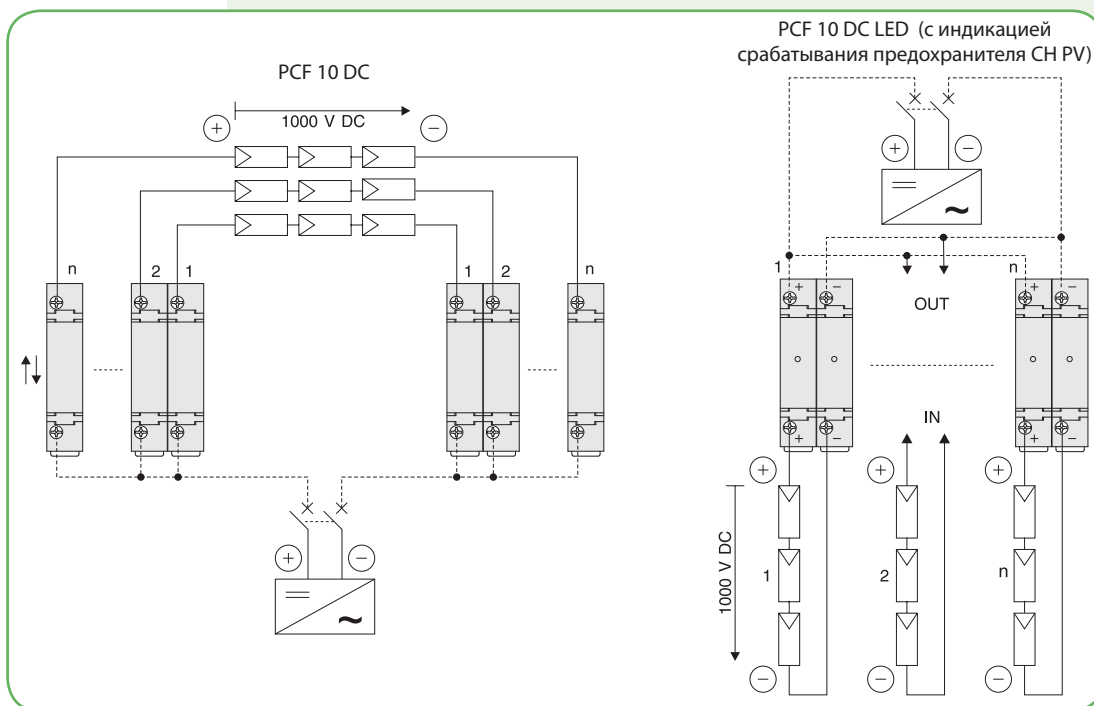 PCF 10 DC
1000 V DC
+
−
n
2
1
1
2
n
+
−
~
PCF 10 DC LED (с индикацией
срабатывания предохранителя CH PV)
+
−
~
1
n
+
−
+
−
OUT
IN
+
−
+
−
+
+
+
1000 V DC
1
2
n
−
−
−